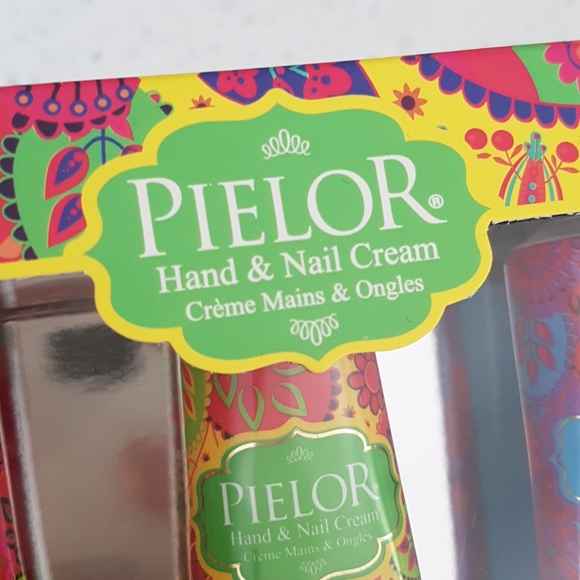 PIELOR®
Hand & Nail Cream
Crème Mains & Ongles
PIELOR
Hand & Nail Cream
Crème Mains & Ongles